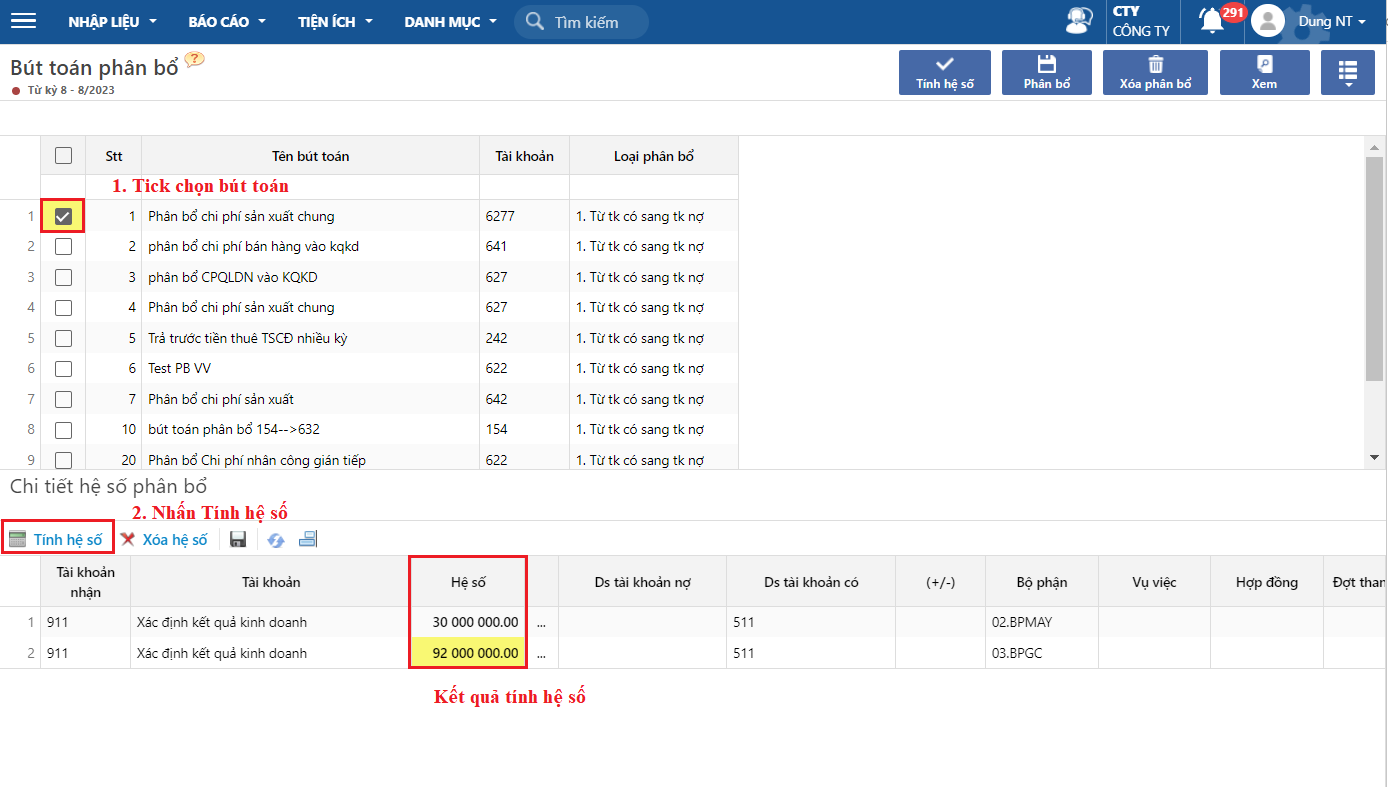 NHẬP LIỆU BÁO CÁO TIỆN ÍCH DANH MỤC Tìm kiếm CTY CÔNG TY 291 Dung NT
Bút toán phân bổ ?
Từ kỳ 8 - 8/2023
Tính hệ số Phân bổ Xóa phân bổ Xem
Stt Tên bút toán Tài khoản Loại phân bổ
1. Tick chọn bút toán
1 1 Phân bổ chi phí sản xuất chung 6277 1. Từ tk có sang tk nợ
2 2 phân bổ chi phí bán hàng vào kqkd 641 1. Từ tk có sang tk nợ
3 3 phân bổ CPQLDN vào KQKD 627 1. Từ tk có sang tk nợ
4 4 Phân bổ chi phí sản xuất chung 627 1. Từ tk có sang tk nợ
5 5 Trả trước tiền thuê TSCĐ nhiều kỳ 242 1. Từ tk có sang tk nợ
6 6 Test PB VV 622 1. Từ tk có sang tk nợ
7 7 Phân bổ chi phí sản xuất 642 1. Từ tk có sang tk nợ
8 10 bút toán phân bổ 154-->632 154 1. Từ tk có sang tk nợ
9 20 Phân bổ Chi phí nhân công gián tiếp 622 1. Từ tk có sang tk nợ
Chi tiết hệ số phân bổ
2. Nhấn Tính hệ số
Tính hệ số Xóa hệ số
Tài khoản nhận Tài khoản Hệ số Ds tài khoản nợ Ds tài khoản có (+/-) Bộ phận Vụ việc Hợp đồng Đợt than
1 911 Xác định kết quả kinh doanh 30 000 000.00 ... 511 02.BPMAY
2 911 Xác định kết quả kinh doanh 92 000 000.00 ... 511 03.BPGC
Kết quả tính hệ số